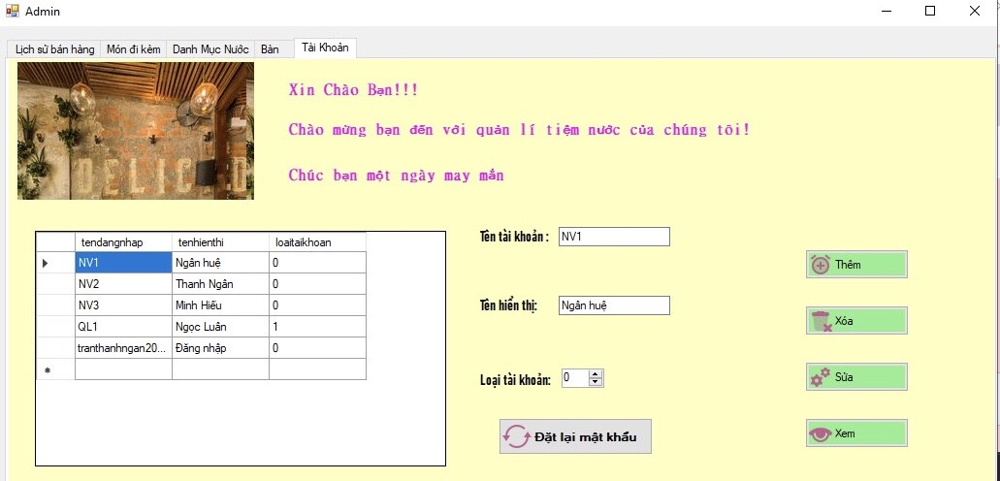 Admin
Lịch sử bán hàng Món đi kèm Danh Mục Nước Bàn Tài Khoản
DELICIO
Xin Chào Bạn!!!
Chào mừng bạn đến với quản lí tiệm nước của chúng tôi!
Chúc bạn một ngày may mắn
tendangnhap tenhienthi loaitaikhoan
NV1 Ngân huệ 0
NV2 Thanh Ngân 0
NV3 Minh Hiếu 0
QL1 Ngọc Luân 1
tranthanhngan20... Đăng nhập 0
Tên tài khoản : NV1
Tên hiển thị: Ngân huệ
Loại tài khoản: 0
Đặt lại mật khẩu
Thêm
Xóa
Sửa
Xem